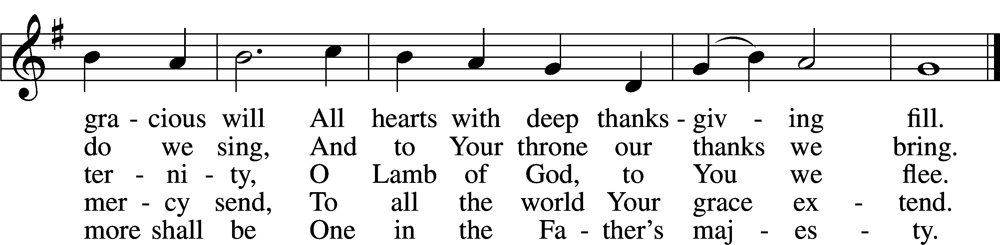 gra - cious will All hearts with deep thanks - giv - ing fill.
do we sing, And to Your throne our thanks we bring.
ter - ni - ty, O Lamb of God, to You we flee.
mer - cy send, To all the world Your grace ex - tend.
more shall be One in the Fa - ther's maj - es - ty.